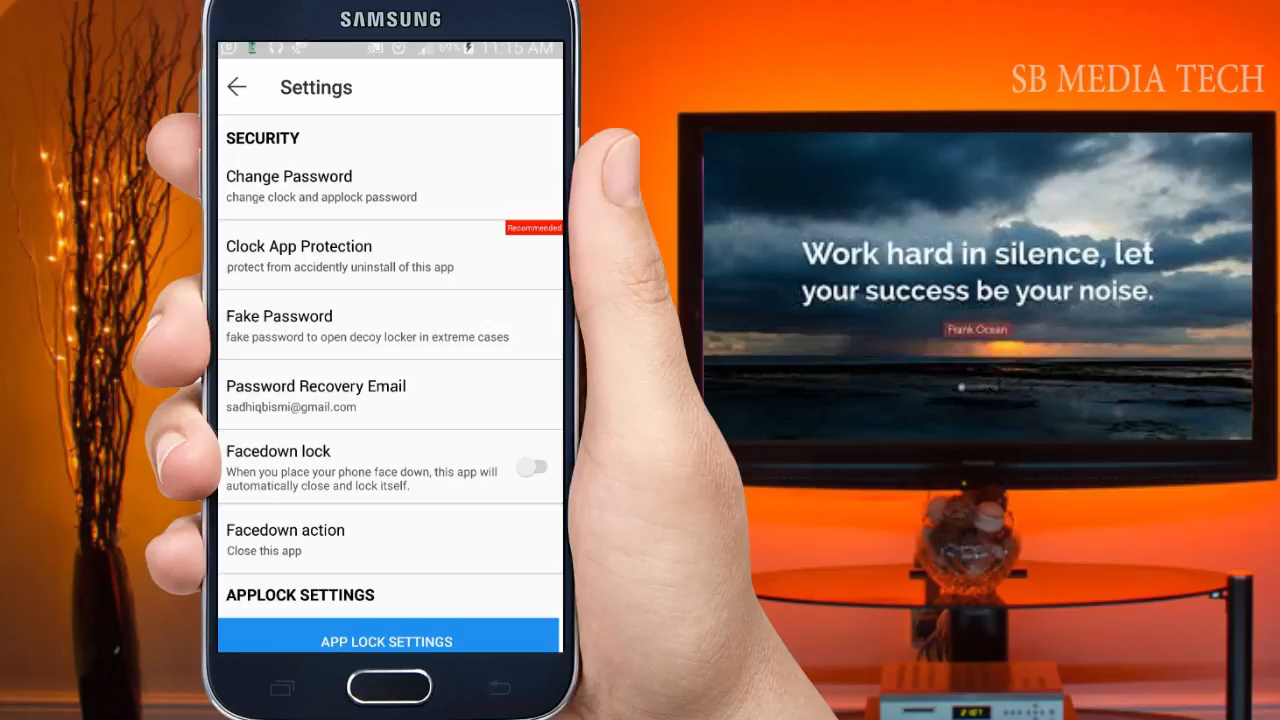 SAMSUNG
69% 11:15 AM
Settings
SECURITY
Change Password
change clock and applock password
Recommended
Clock App Protection
protect from accidently uninstall of this app
Fake Password
fake password to open decoy locker in extreme cases
Password Recovery Email
sadhiqbismi@gmail.com
Facedown lock
When you place your phone face down, this app will
automatically close and lock itself.
Facedown action
Close this app
APPLOCK SETTINGS
APP LOCK SETTINGS
SB MEDIA TECH
Work hard in silence, let
your success be your noise.
Frank Ocean